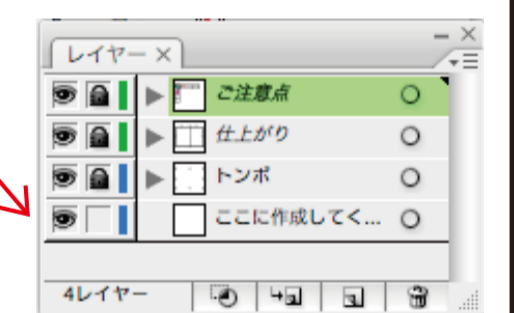 レイヤー
ご注意点
仕上がり
トンボ
ここに作成してく...
4レイヤー